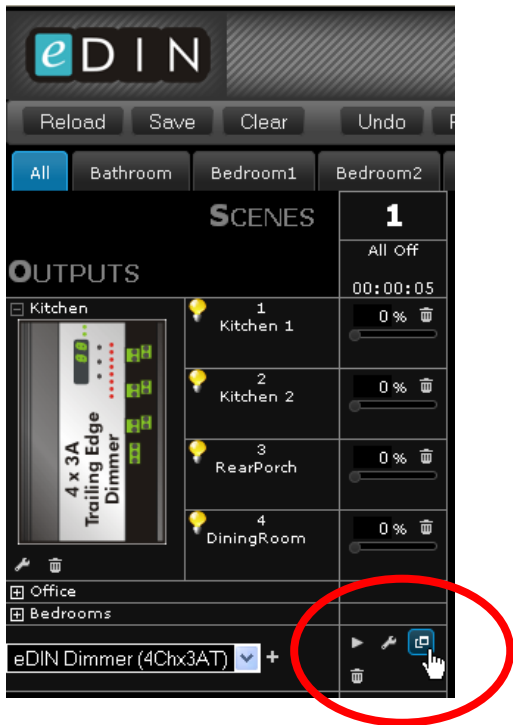 eDIN
Reload Save Clear Undo
All Bathroom Bedroom1 Bedroom2
SCENES 1
All Off
OUTPUTS
00:00:05
Kitchen
1
Kitchen 1
0 %
2
Kitchen 2
0 %
3
RearPorch
0 %
4
DiningRoom
0 %
4 x 3A
Trailing Edge
Dimmer
Office
Bedrooms
eDIN Dimmer (4Chx3AT)